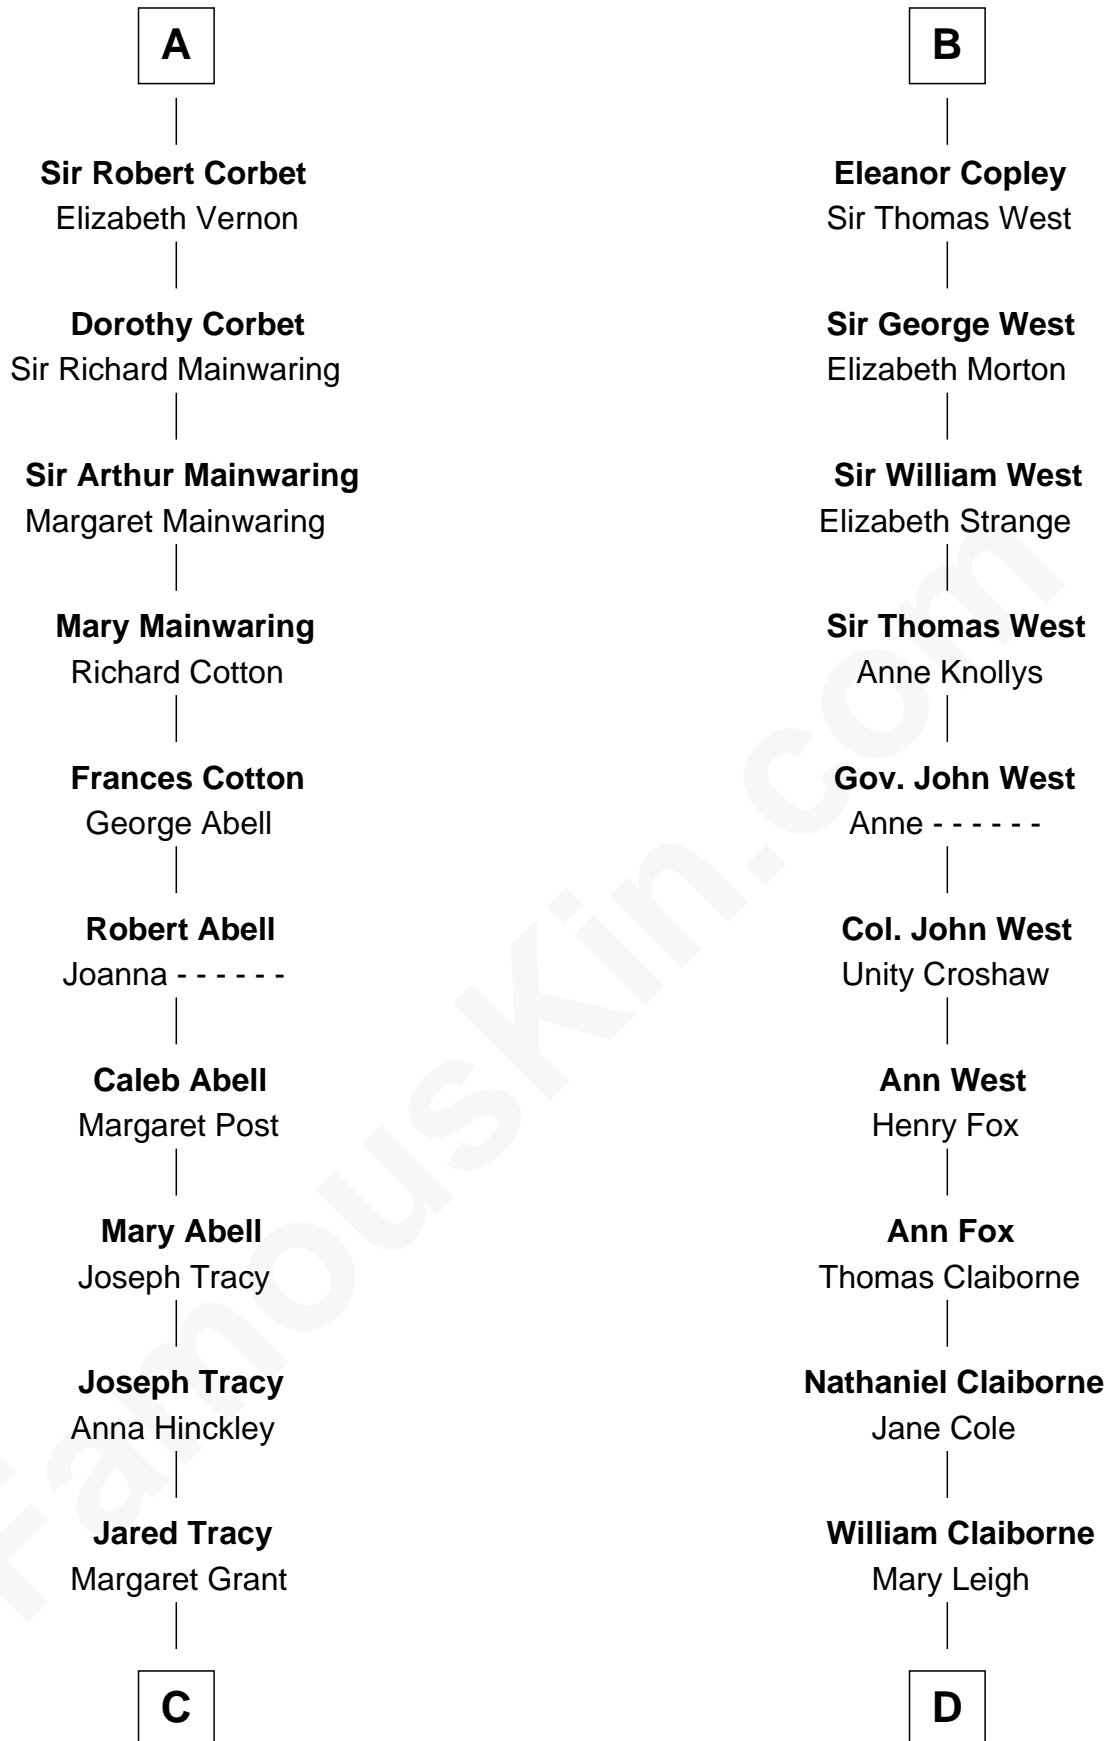 A
Sir Robert Corbet
Elizabeth Vernon
Dorothy Corbet
Sir Richard Mainwaring
Sir Arthur Mainwaring
Margaret Mainwaring
Mary Mainwaring
Richard Cotton
Frances Cotton
George Abell
Robert Abell
Joanna - - - - - -
Caleb Abell
Margaret Post
Mary Abell
Joseph Tracy
Joseph Tracy
Anna Hinckley
Jared Tracy
Margaret Grant
C
B
Eleanor Copley
Sir Thomas West
Sir George West
Elizabeth Morton
Sir William West
Elizabeth Strange
Sir Thomas West
Anne Knollys
Gov. John West
Anne - - - - - -
Col. John West
Unity Croshaw
Ann West
Henry Fox
Ann Fox
Thomas Claiborne
Nathaniel Claiborne
Jane Cole
William Claiborne
Mary Leigh
D
FamousKin.com